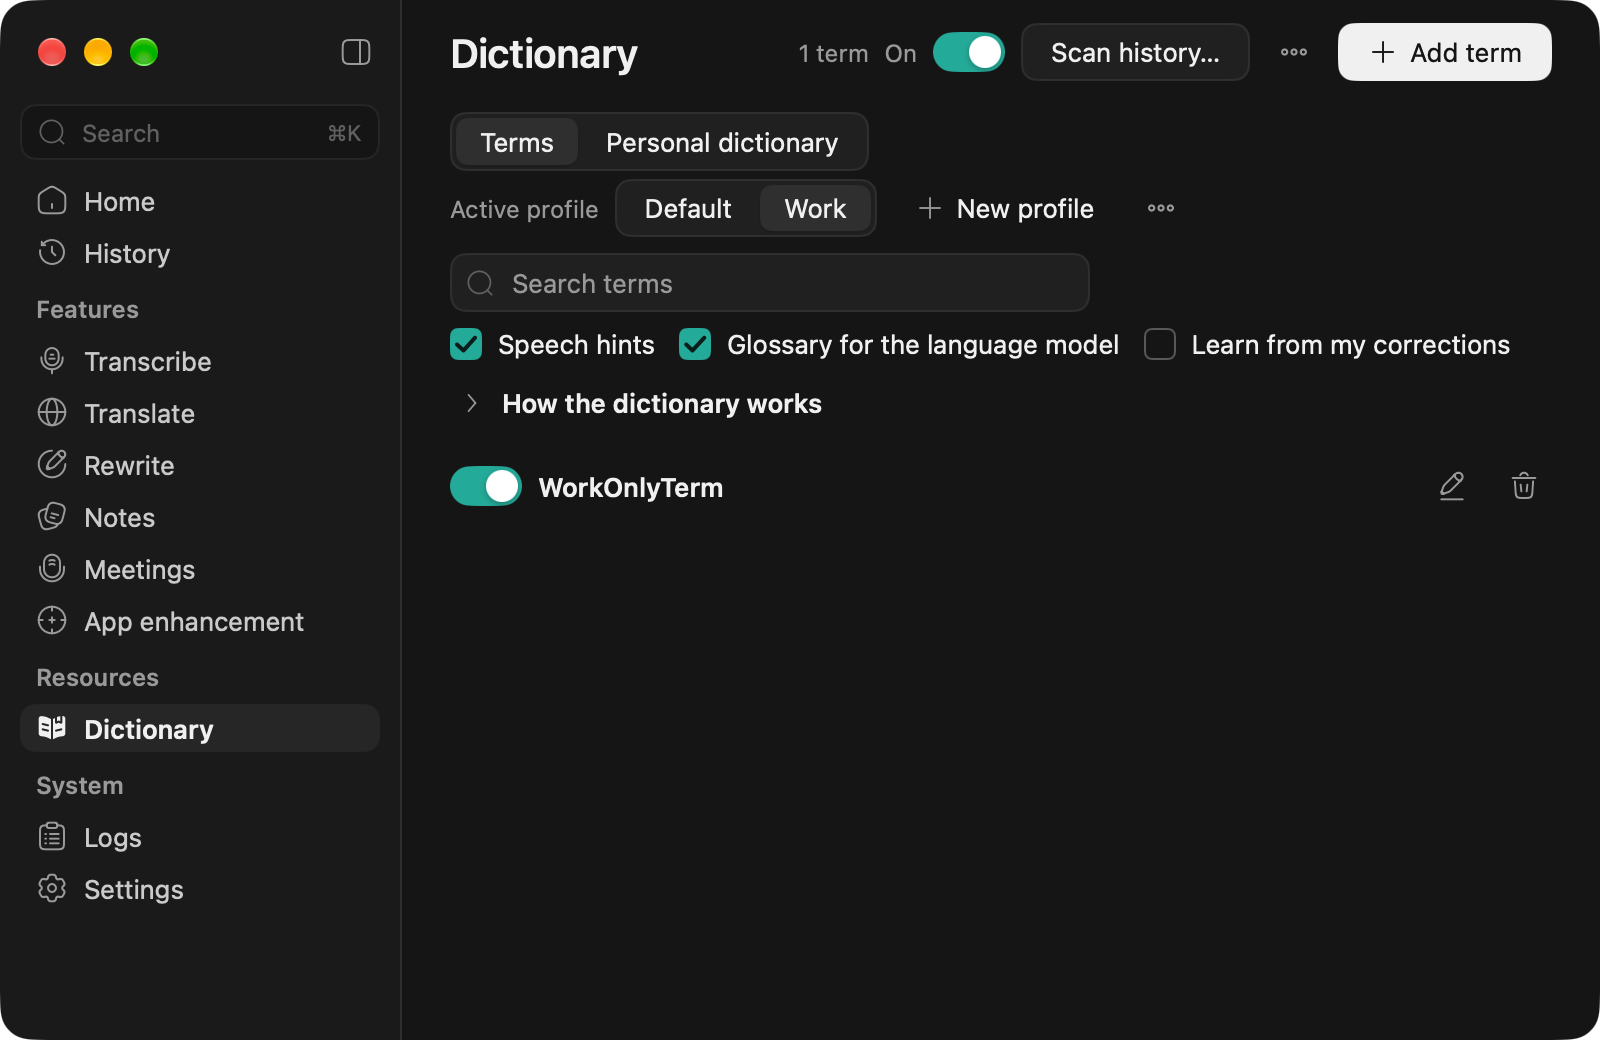 Dictionary
1 term On
Scan history...
Add term
Search ⌘K
Home
History
Features
Transcribe
Translate
Rewrite
Notes
Meetings
App enhancement
Resources
Dictionary
System
Logs
Settings
Terms
Personal dictionary
Active profile
Default
Work
New profile
Search terms
Speech hints
Glossary for the language model
Learn from my corrections
How the dictionary works
WorkOnlyTerm